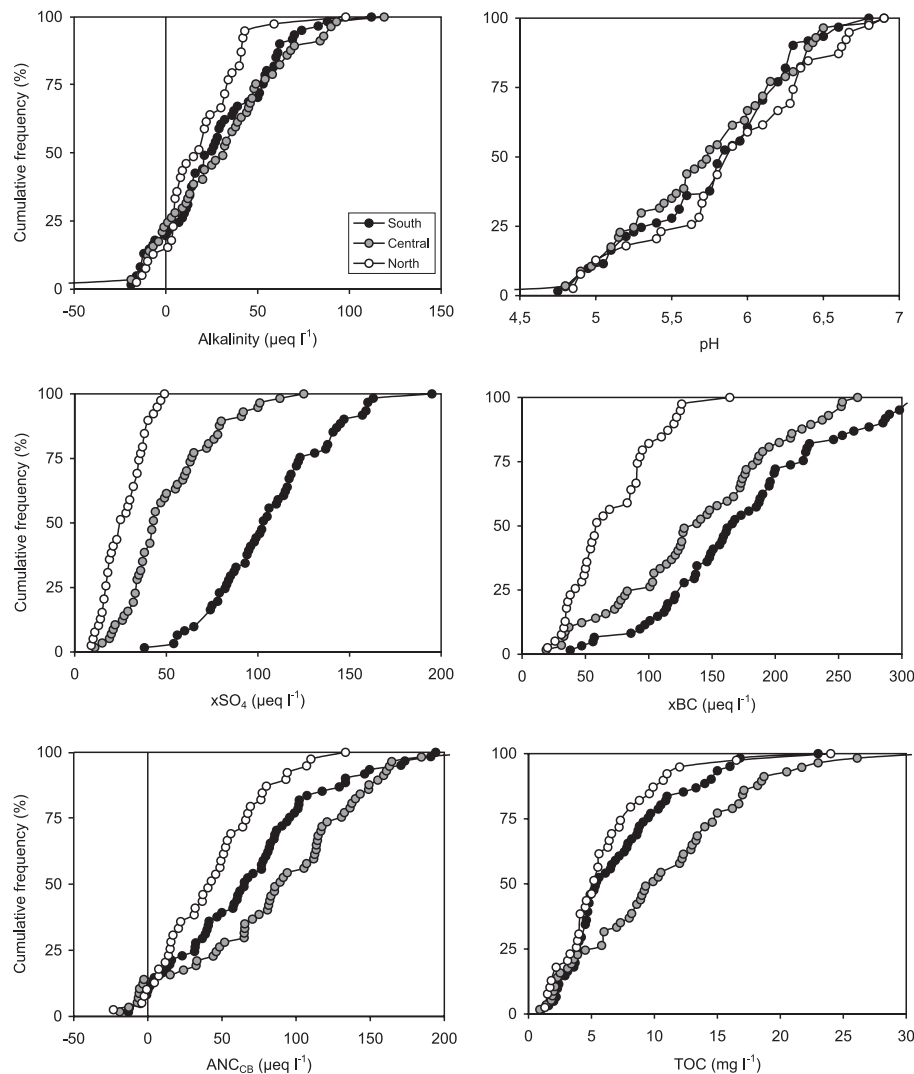 100
75
50
25
0
Cumulative frequency (%)
-50 0 50 100 150
Alkalinity (µeq l⁻¹)
South
Central
North
100
75
50
25
0
4,5 5 5,5 6 6,5 7
pH
100
75
50
25
0
Cumulative frequency (%)
0 50 100 150 200
xSO₄ (µeq l⁻¹)
100
75
50
25
0
0 50 100 150 200 250 300
xBC (µeq l⁻¹)
100
75
50
25
0
Cumulative frequency (%)
-50 0 50 100 150 200
ANC_CB (µeq l⁻¹)
100
75
50
25
0
0 5 10 15 20 25 30
TOC (mg l⁻¹)